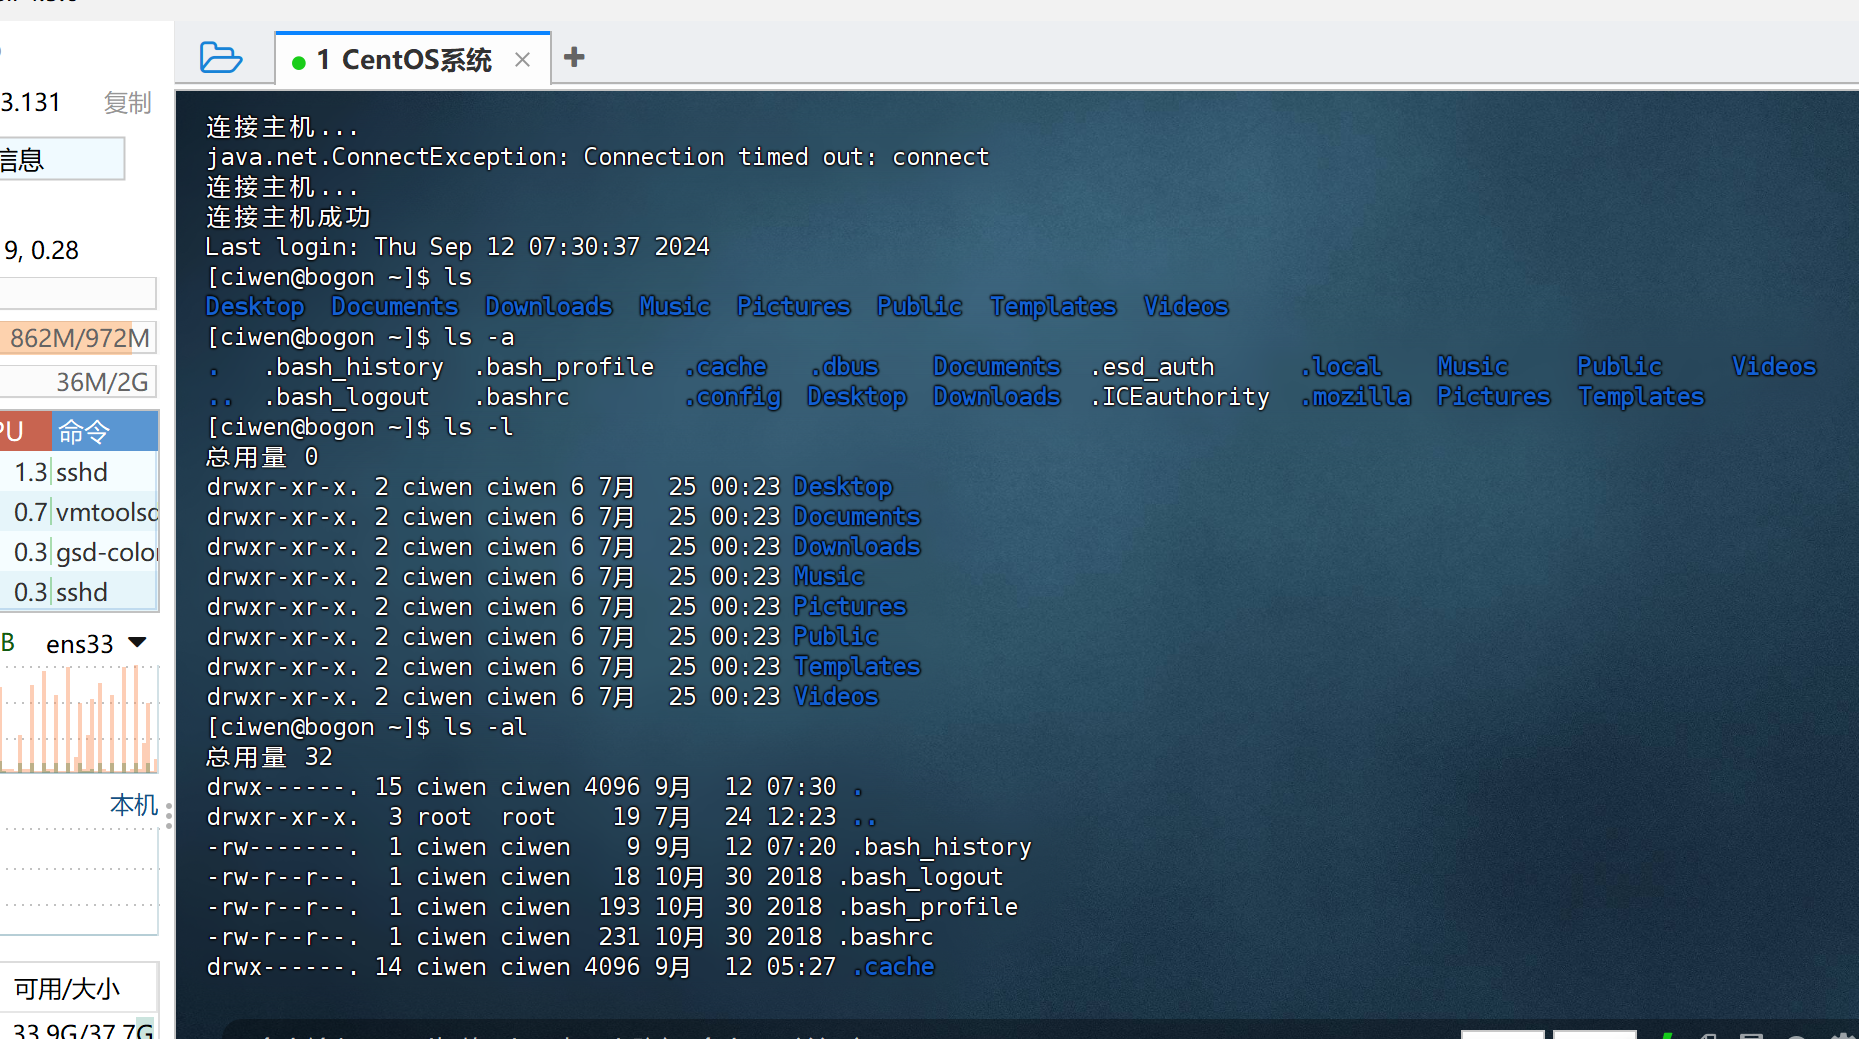 1 CentOS系统
3.131 复制
信息
9, 0.28
862M/972M
36M/2G
PU 命令
1.3 sshd
0.7 vmtoolsd
0.3 gsd-color
0.3 sshd
B ens33
本机
可用/大小
33.9G/37.7G
连接主机...
java.net.ConnectException: Connection timed out: connect
连接主机...
连接主机成功
Last login: Thu Sep 12 07:30:37 2024
[ciwen@bogon ~]$ ls
Desktop  Documents  Downloads  Music  Pictures  Public  Templates  Videos
[ciwen@bogon ~]$ ls -a
.   .bash_history  .bash_profile  .cache   .dbus    Documents  .esd_auth      .local    Music     Public     Videos
..  .bash_logout   .bashrc        .config  Desktop  Downloads  .ICEauthority  .mozilla  Pictures  Templates
[ciwen@bogon ~]$ ls -l
总用量 0
drwxr-xr-x. 2 ciwen ciwen 6 7月  25 00:23 Desktop
drwxr-xr-x. 2 ciwen ciwen 6 7月  25 00:23 Documents
drwxr-xr-x. 2 ciwen ciwen 6 7月  25 00:23 Downloads
drwxr-xr-x. 2 ciwen ciwen 6 7月  25 00:23 Music
drwxr-xr-x. 2 ciwen ciwen 6 7月  25 00:23 Pictures
drwxr-xr-x. 2 ciwen ciwen 6 7月  25 00:23 Public
drwxr-xr-x. 2 ciwen ciwen 6 7月  25 00:23 Templates
drwxr-xr-x. 2 ciwen ciwen 6 7月  25 00:23 Videos
[ciwen@bogon ~]$ ls -al
总用量 32
drwx------. 15 ciwen ciwen 4096 9月  12 07:30 .
drwxr-xr-x.  3 root  root    19 7月  24 12:23 ..
-rw-------.  1 ciwen ciwen    9 9月  12 07:20 .bash_history
-rw-r--r--.  1 ciwen ciwen   18 10月 30 2018 .bash_logout
-rw-r--r--.  1 ciwen ciwen  193 10月 30 2018 .bash_profile
-rw-r--r--.  1 ciwen ciwen  231 10月 30 2018 .bashrc
drwx------. 14 ciwen ciwen 4096 9月  12 05:27 .cache